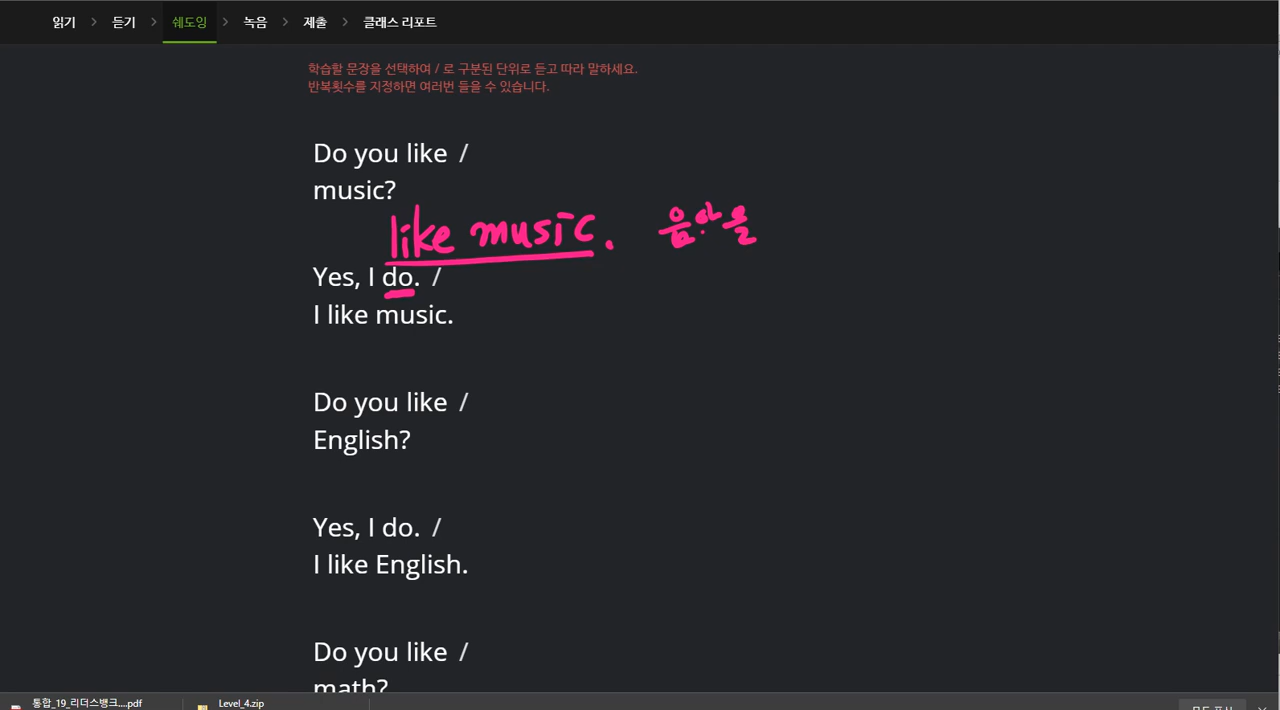 읽기 > 듣기 > 쉐도잉 > 녹음 > 제출 > 클래스 리포트
학습할 문장을 선택하여 / 로 구분된 단위로 듣고 따라 말하세요.
반복횟수를 지정하면 여러번 들을 수 있습니다.
Do you like /
music?
like music. 음악을
Yes, I do. /
I like music.
Do you like /
English?
Yes, I do. /
I like English.
Do you like /
math?
통합_19_리더스뱅크....pdf
Level_4.zip
모두 표시